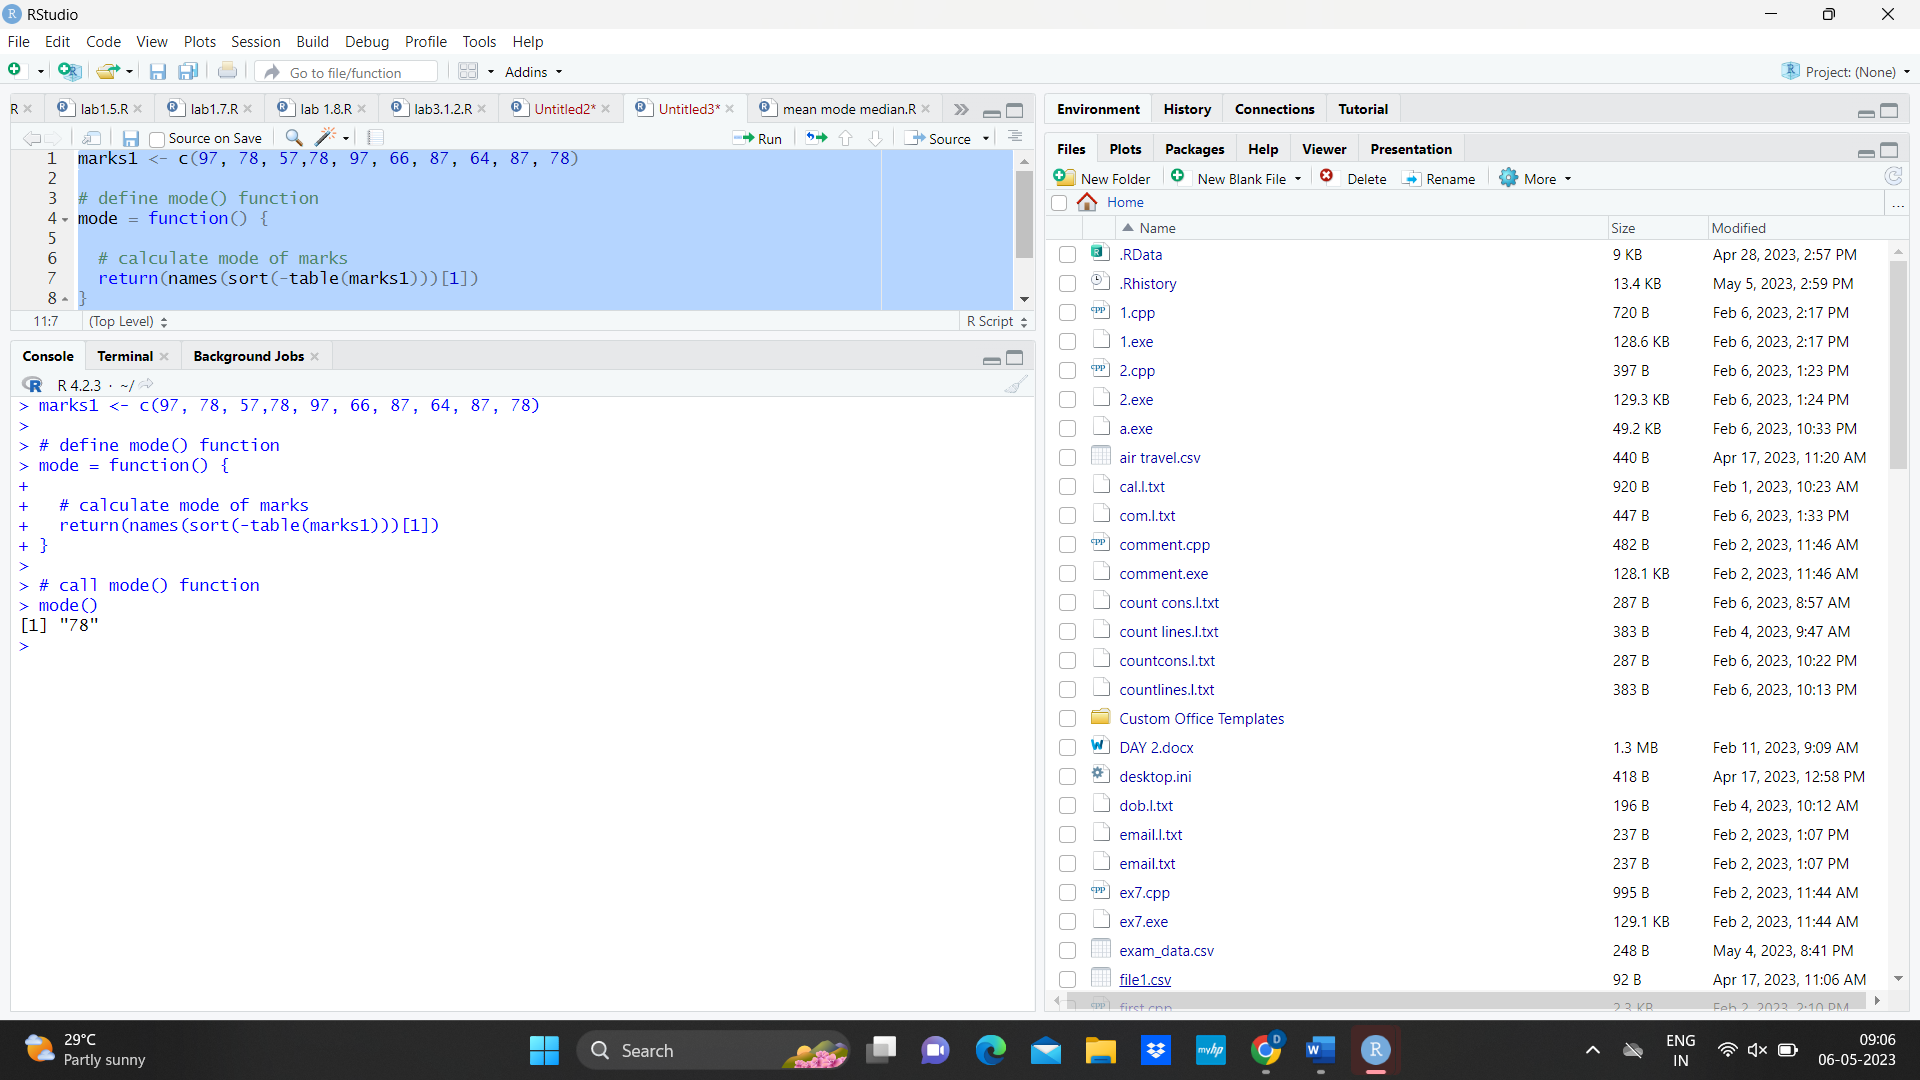 RStudio
File Edit Code View Plots Session Build Debug Profile Tools Help
Go to file/function Addins Project: (None)
R lab1.5.R lab1.7.R lab 1.8.R lab3.1.2.R Untitled2* Untitled3* mean mode median.R
Source on Save Run Source
1 marks1 <- c(97, 78, 57,78, 97, 66, 87, 64, 87, 78)
2
3 # define mode() function
4 mode = function() {
5
6 # calculate mode of marks
7 return(names(sort(-table(marks1)))[1])
8 }
11:7 (Top Level) R Script
Console Terminal Background Jobs
R 4.2.3 · ~/
> marks1 <- c(97, 78, 57,78, 97, 66, 87, 64, 87, 78)
>
> # define mode() function
> mode = function() {
+
+ # calculate mode of marks
+ return(names(sort(-table(marks1)))[1])
+ }
>
> # call mode() function
> mode()
[1] "78"
>
Environment History Connections Tutorial
Files Plots Packages Help Viewer Presentation
New Folder New Blank File Delete Rename More
Home ...
Name Size Modified
.RData 9 KB Apr 28, 2023, 2:57 PM
.Rhistory 13.4 KB May 5, 2023, 2:59 PM
1.cpp 720 B Feb 6, 2023, 2:17 PM
1.exe 128.6 KB Feb 6, 2023, 2:17 PM
2.cpp 397 B Feb 6, 2023, 1:23 PM
2.exe 129.3 KB Feb 6, 2023, 1:24 PM
a.exe 49.2 KB Feb 6, 2023, 10:33 PM
air travel.csv 440 B Apr 17, 2023, 11:20 AM
cal.l.txt 920 B Feb 1, 2023, 10:23 AM
com.l.txt 447 B Feb 6, 2023, 1:33 PM
comment.cpp 482 B Feb 2, 2023, 11:46 AM
comment.exe 128.1 KB Feb 2, 2023, 11:46 AM
count cons.l.txt 287 B Feb 6, 2023, 8:57 AM
count lines.l.txt 383 B Feb 4, 2023, 9:47 AM
countcons.l.txt 287 B Feb 6, 2023, 10:22 PM
countlines.l.txt 383 B Feb 6, 2023, 10:13 PM
Custom Office Templates
DAY 2.docx 1.3 MB Feb 11, 2023, 9:09 AM
desktop.ini 418 B Apr 17, 2023, 12:58 PM
dob.l.txt 196 B Feb 4, 2023, 10:12 AM
email.l.txt 237 B Feb 2, 2023, 1:07 PM
email.txt 237 B Feb 2, 2023, 1:07 PM
ex7.cpp 995 B Feb 2, 2023, 11:44 AM
ex7.exe 129.1 KB Feb 2, 2023, 11:44 AM
exam_data.csv 248 B May 4, 2023, 8:41 PM
file1.csv 92 B Apr 17, 2023, 11:06 AM
first.cpp 2.3 KB Feb 2, 2023, 2:10 PM
29°C
Partly sunny
Search
myhp
ENG
IN
09:06
06-05-2023